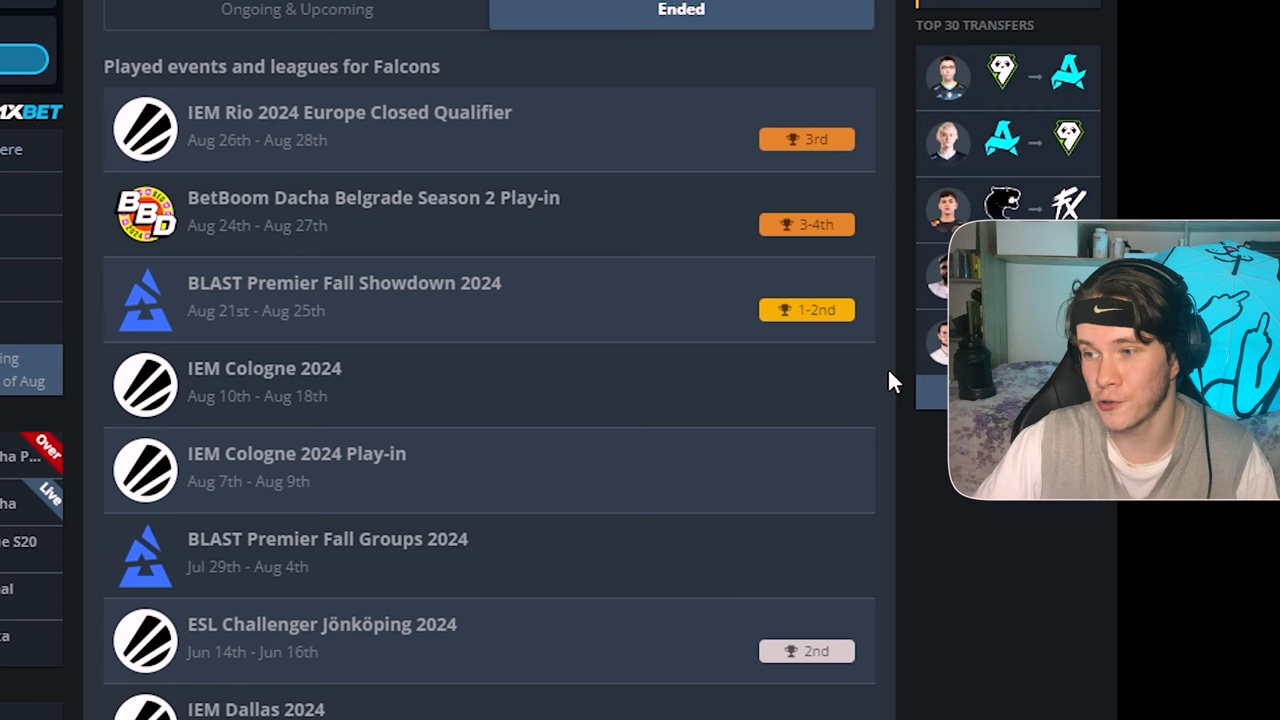 Ongoing & Upcoming
Ended
TOP 30 TRANSFERS
Played events and leagues for Falcons
1XBET
IEM Rio 2024 Europe Closed Qualifier
Aug 26th - Aug 28th
3rd
ere
BBD
BetBoom Dacha Belgrade Season 2 Play-in
Aug 24th - Aug 27th
3-4th
BLAST Premier Fall Showdown 2024
Aug 21st - Aug 25th
1-2nd
ing
of Aug
IEM Cologne 2024
Aug 10th - Aug 18th
Over
ha P...
IEM Cologne 2024 Play-in
Aug 7th - Aug 9th
Live
ha
e S20
BLAST Premier Fall Groups 2024
Jul 29th - Aug 4th
al
ESL Challenger Jönköping 2024
Jun 14th - Jun 16th
2nd
ta
IEM Dallas 2024